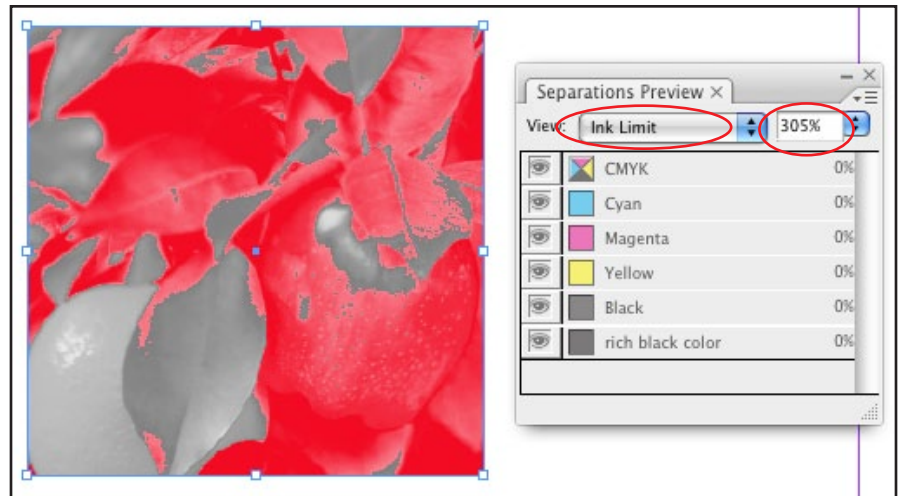 Separations Preview ×
View: Ink Limit 305%
CMYK 0%
Cyan 0%
Magenta 0%
Yellow 0%
Black 0%
rich black color 0%